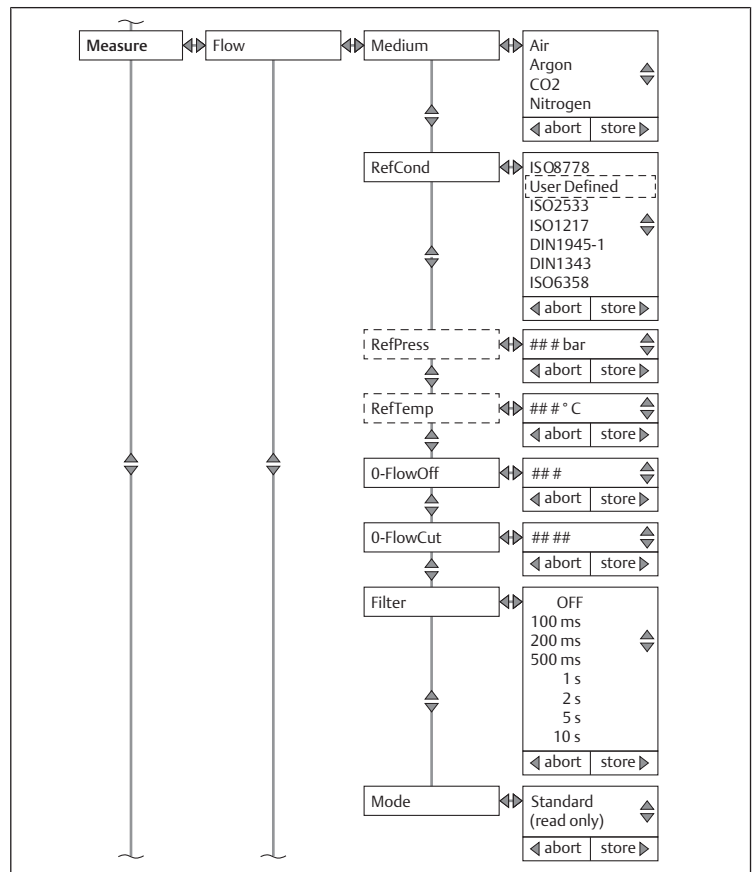 Measure
Flow
Medium
Air
Argon
CO2
Nitrogen
abort store
RefCond
ISO8778
User Defined
ISO2533
ISO1217
DIN1945-1
DIN1343
ISO6358
abort store
RefPress
## # bar
abort store
RefTemp
## # ° C
abort store
0-FlowOff
## #
abort store
0-FlowCut
## ##
abort store
Filter
OFF
100 ms
200 ms
500 ms
1 s
2 s
5 s
10 s
abort store
Mode
Standard
(read only)
abort store